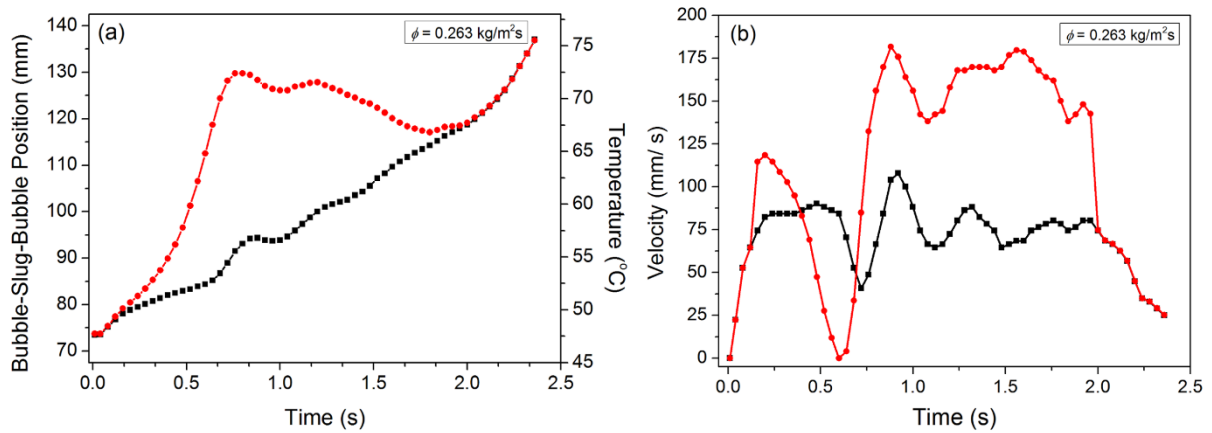 (a)
ϕ = 0.263 kg/m²s
Bubble-Slug-Bubble Position (mm)
140
130
120
110
100
90
80
70
75
70
65
60
55
50
45
Temperature (°C)
0.0 0.5 1.0 1.5 2.0 2.5
Time (s)
(b)
ϕ = 0.263 kg/m²s
Velocity (mm/ s)
200
175
150
125
100
75
50
25
0
0.0 0.5 1.0 1.5 2.0 2.5
Time (s)